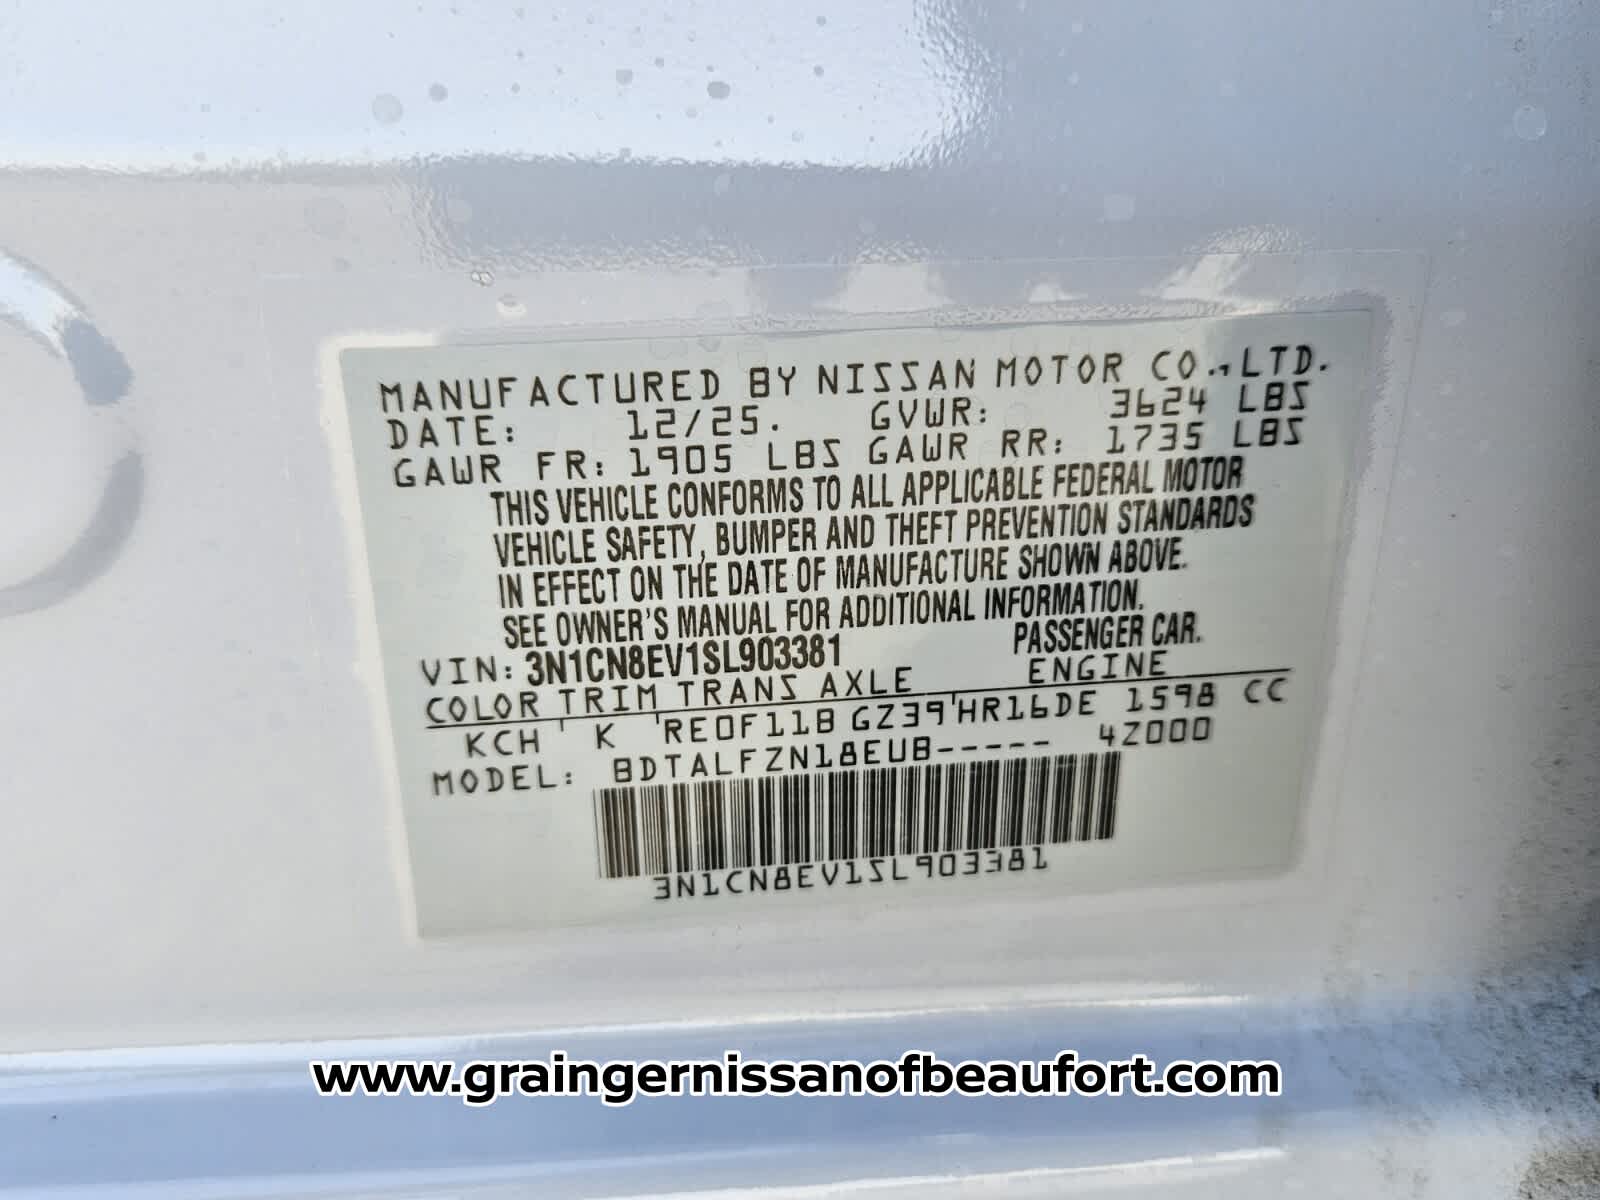 MANUFACTURED BY NISSAN MOTOR CO., LTD.
DATE: 12/25. GVWR: 3624 LBS
GAWR FR: 1905 LBS GAWR RR: 1735 LBS
THIS VEHICLE CONFORMS TO ALL APPLICABLE FEDERAL MOTOR
VEHICLE SAFETY, BUMPER AND THEFT PREVENTION STANDARDS
IN EFFECT ON THE DATE OF MANUFACTURE SHOWN ABOVE.
SEE OWNER'S MANUAL FOR ADDITIONAL INFORMATION.
VIN: 3N1CN8EV1SL903381 PASSENGER CAR.
COLOR TRIM TRANS AXLE ENGINE
KCH K RE0F11B GZ39 HR16DE 1598 CC
MODEL: BDTALFZN18EUB----- 4Z000
3N1CN8EV1SL903381
www.graingernissanofbeaufort.com